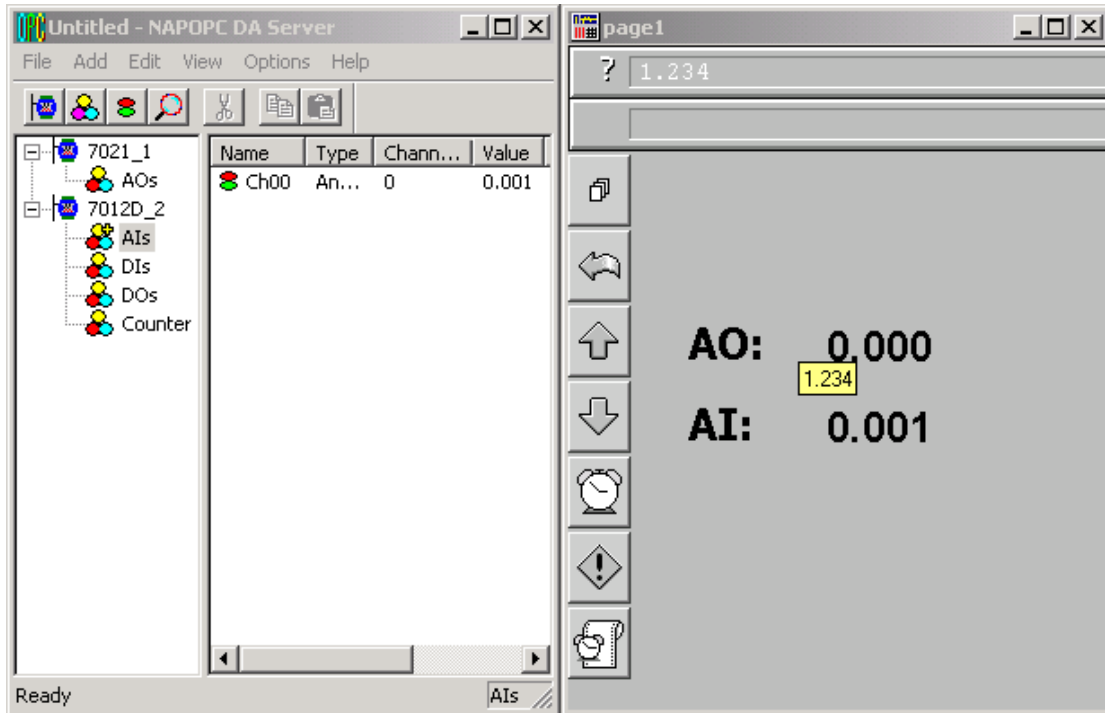 OPC Untitled - NAPOPC DA Server
File Add Edit View Options Help
7021_1
AOs
7012D_2
AIs
DIs
DOs
Counter
Name Type Chann... Value
Ch00 An... 0 0.001
Ready AIs
page1
? 1.234
AO: 0.000
1.234
AI: 0.001